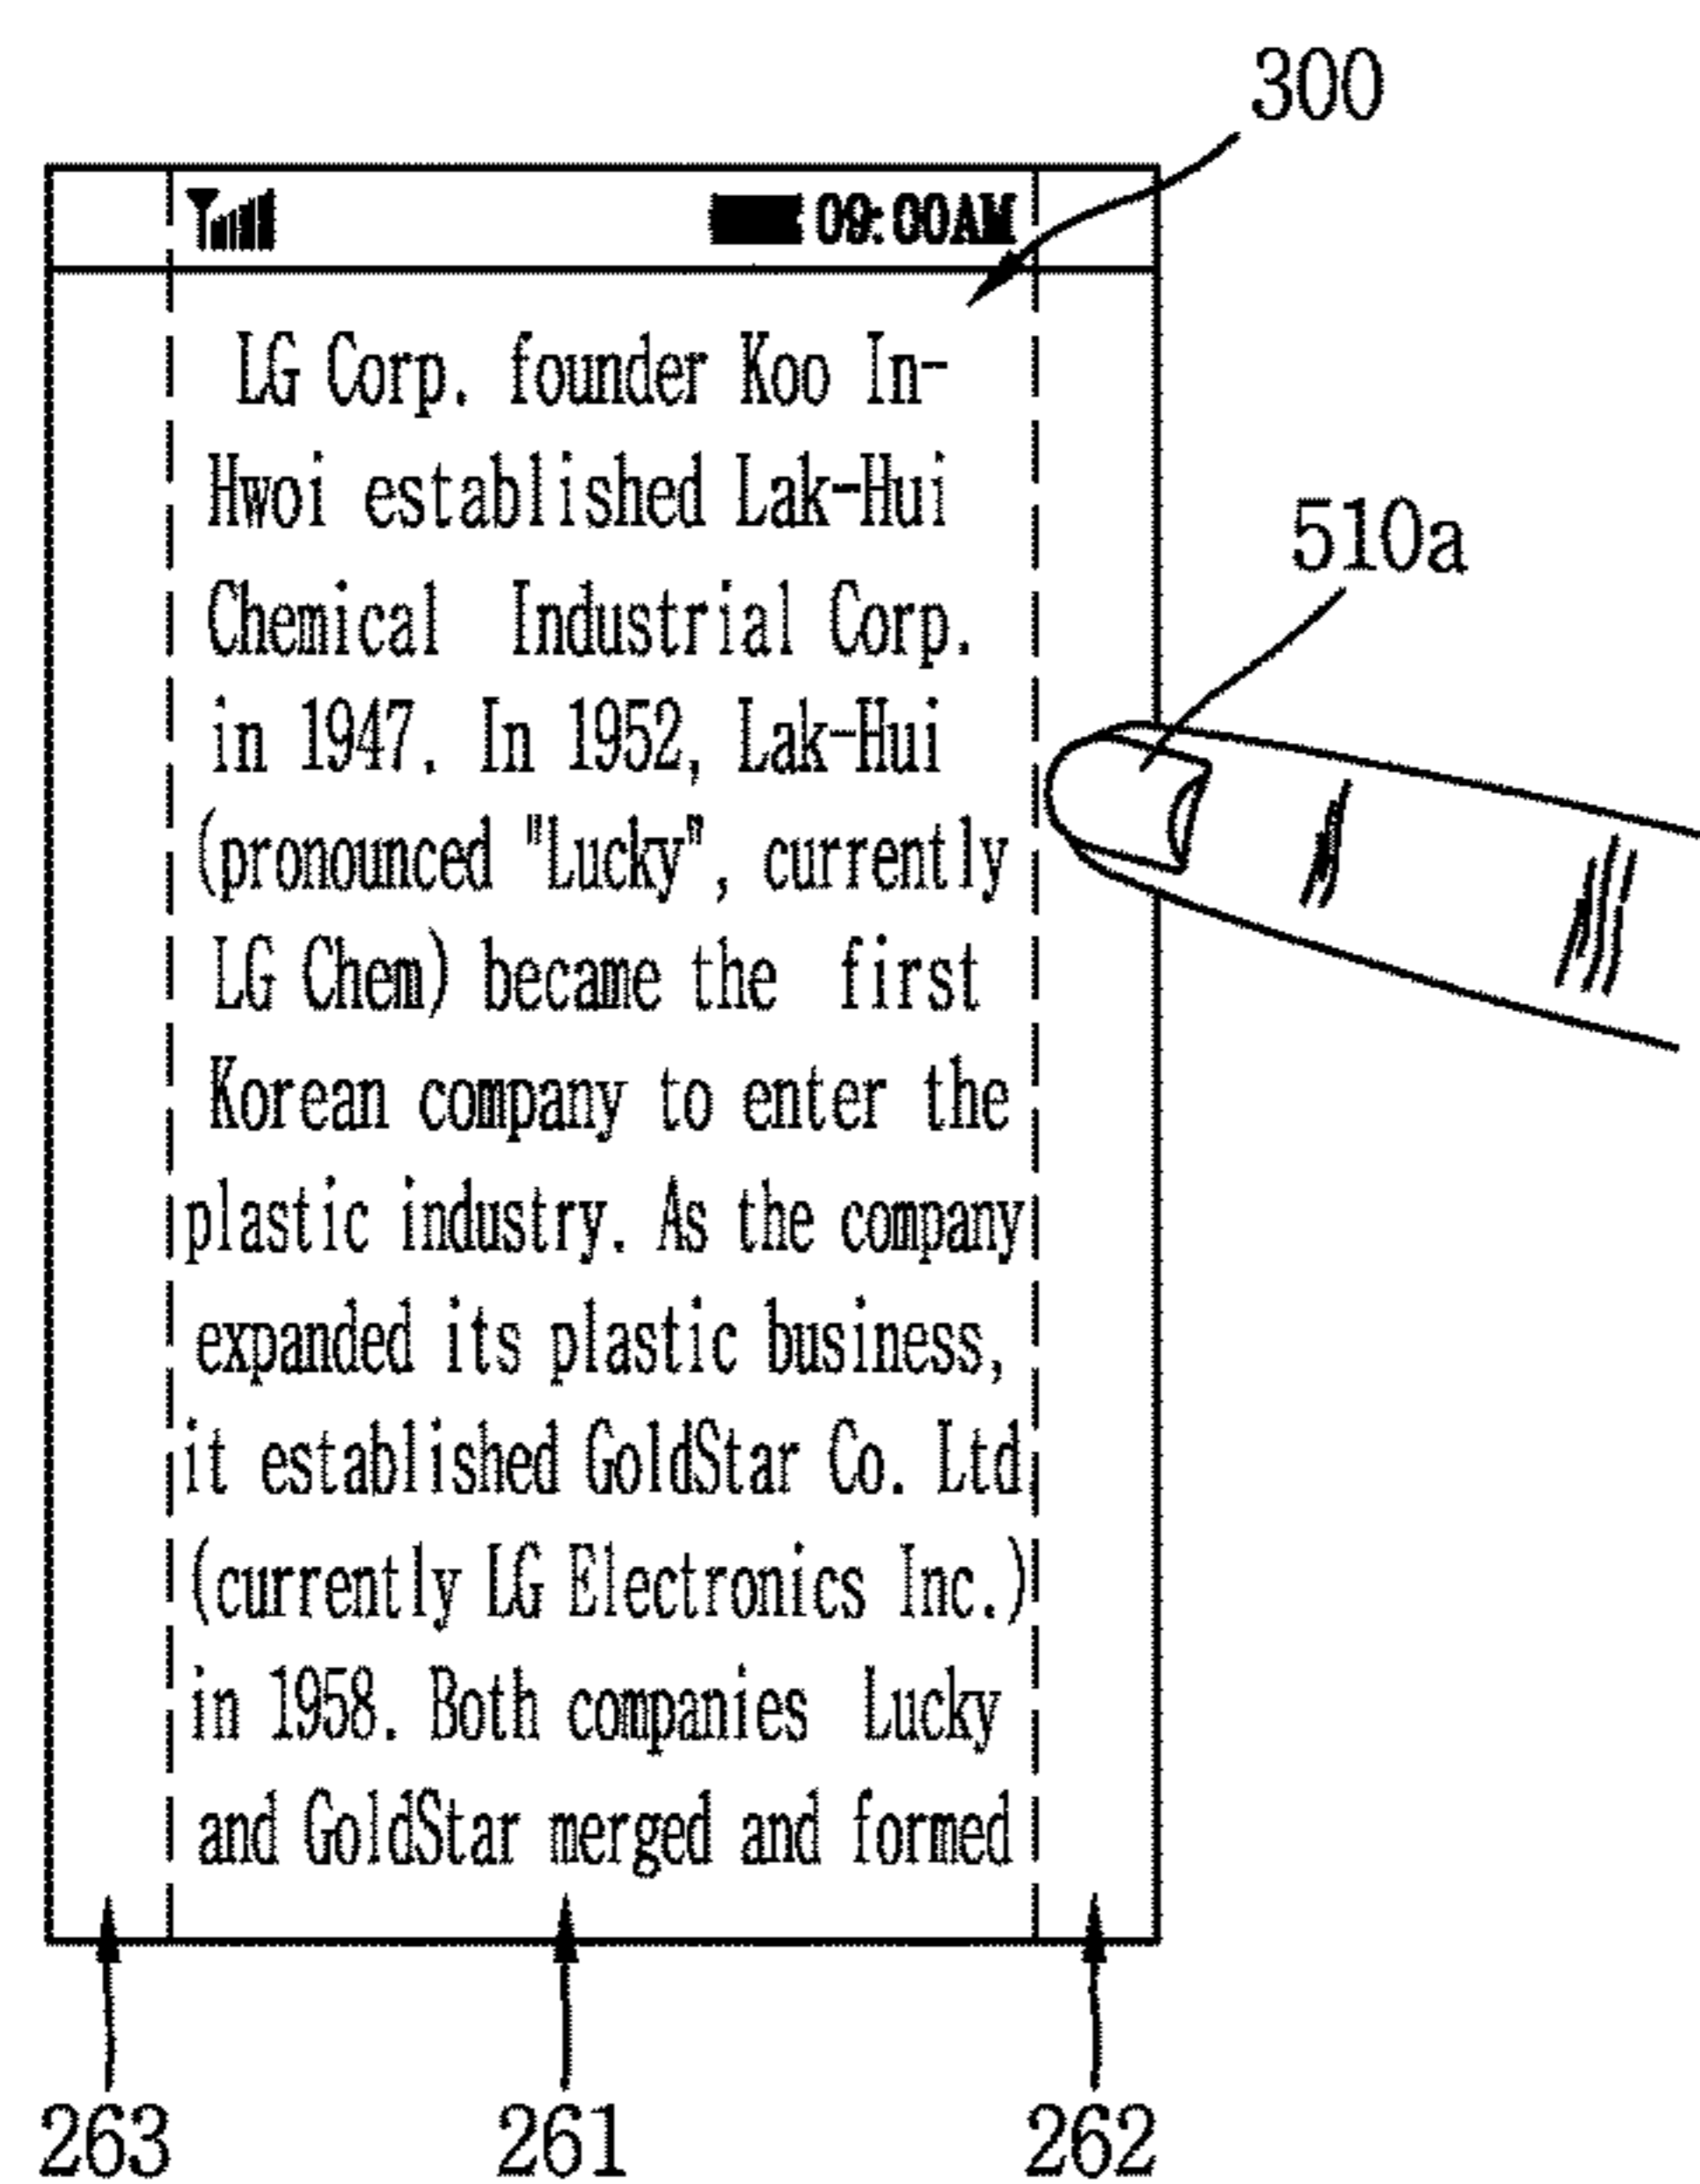 300
09:00AM
LG Corp. founder Koo In-
Hwoi established Lak-Hui
510a
Chemical Industrial Corp.
in 1947. In 1952, Lak-Hui
(pronounced "Lucky", currently
LG Chem) became the first
Korean company to enter the
plastic industry. As the company
expanded its plastic business,
it established GoldStar Co. Ltd
(currently LG Electronics Inc.)
in 1958. Both companies Lucky
and GoldStar merged and formed
263 261 262